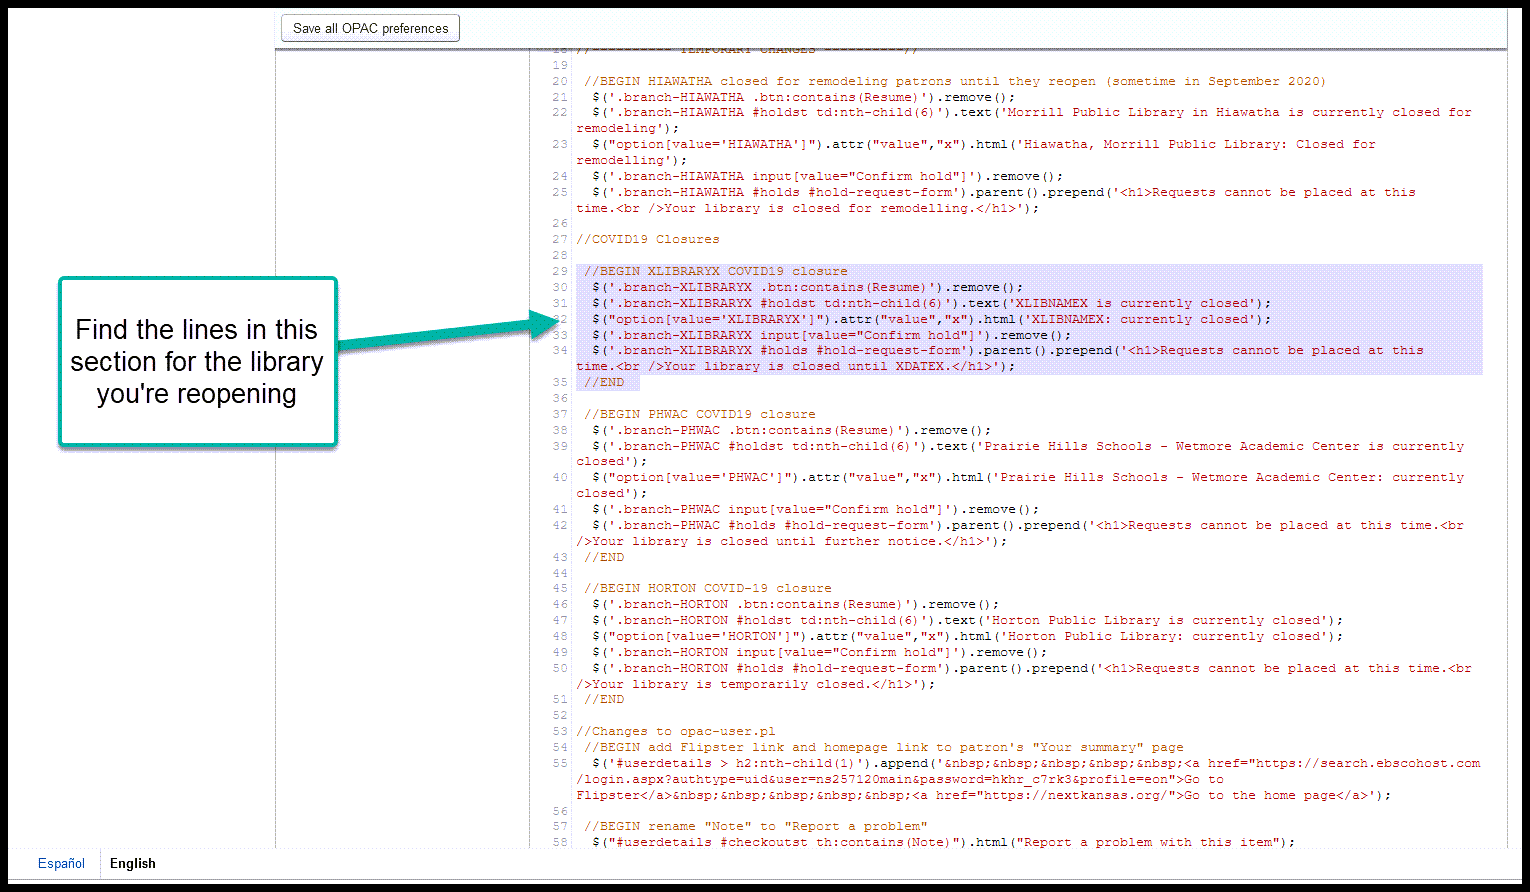 Save all OPAC preferences
18 //---------- TEMPORARY CHANGES ----------//
19
20 //BEGIN HIAWATHA closed for remodeling patrons until they reopen (sometime in September 2020)
21 $('.branch-HIAWATHA .btn:contains(Resume)').remove();
22 $('.branch-HIAWATHA #holdst td:nth-child(6)').text('Morrill Public Library in Hiawatha is currently closed for
remodeling');
23 $("option[value='HIAWATHA']").attr("value","x").html('Hiawatha, Morrill Public Library: Closed for
remodelling');
24 $('.branch-HIAWATHA input[value="Confirm hold"]').remove();
25 $('.branch-HIAWATHA #holds #hold-request-form').parent().prepend('<h1>Requests cannot be placed at this
time.<br />Your library is closed for remodelling.</h1>');
26
27 //COVID19 Closures
28
29 //BEGIN XLIBRARYX COVID19 closure
30 $('.branch-XLIBRARYX .btn:contains(Resume)').remove();
31 $('.branch-XLIBRARYX #holdst td:nth-child(6)').text('XLIBNAMEX is currently closed');
32 $("option[value='XLIBRARYX']").attr("value","x").html('XLIBNAMEX: currently closed');
33 $('.branch-XLIBRARYX input[value="Confirm hold"]').remove();
34 $('.branch-XLIBRARYX #holds #hold-request-form').parent().prepend('<h1>Requests cannot be placed at this
time.<br />Your library is closed until XDATEX.</h1>');
35 //END
36
37 //BEGIN PHWAC COVID19 closure
38 $('.branch-PHWAC .btn:contains(Resume)').remove();
39 $('.branch-PHWAC #holdst td:nth-child(6)').text('Prairie Hills Schools - Wetmore Academic Center is currently
closed');
40 $("option[value='PHWAC']").attr("value","x").html('Prairie Hills Schools - Wetmore Academic Center: currently
closed');
41 $('.branch-PHWAC input[value="Confirm hold"]').remove();
42 $('.branch-PHWAC #holds #hold-request-form').parent().prepend('<h1>Requests cannot be placed at this time.<br
/>Your library is closed until further notice.</h1>');
43 //END
44
45 //BEGIN HORTON COVID-19 closure
46 $('.branch-HORTON .btn:contains(Resume)').remove();
47 $('.branch-HORTON #holdst td:nth-child(6)').text('Horton Public Library is currently closed');
48 $("option[value='HORTON']").attr("value","x").html('Horton Public Library: currently closed');
49 $('.branch-HORTON input[value="Confirm hold"]').remove();
50 $('.branch-HORTON #holds #hold-request-form').parent().prepend('<h1>Requests cannot be placed at this time.<br
/>Your library is temporarily closed.</h1>');
51 //END
52
53 //Changes to opac-user.pl
54 //BEGIN add Flipster link and homepage link to patron's "Your summary" page
55 $('#userdetails > h2:nth-child(1)').append('&nbsp;&nbsp;&nbsp;&nbsp;&nbsp;<a href="https://search.ebscohost.com
/login.aspx?authtype=uid&user=ns257120main&password=hkhr_c7rk3&profile=eon">Go to
Flipster</a>&nbsp;&nbsp;&nbsp;&nbsp;&nbsp;<a href="https://nextkansas.org/">Go to the home page</a>');
56
57 //BEGIN rename "Note" to "Report a problem"
58 $("#userdetails #checkoutst th:contains(Note)").html("Report a problem with this item");
Find the lines in this
section for the library
you're reopening
Español English